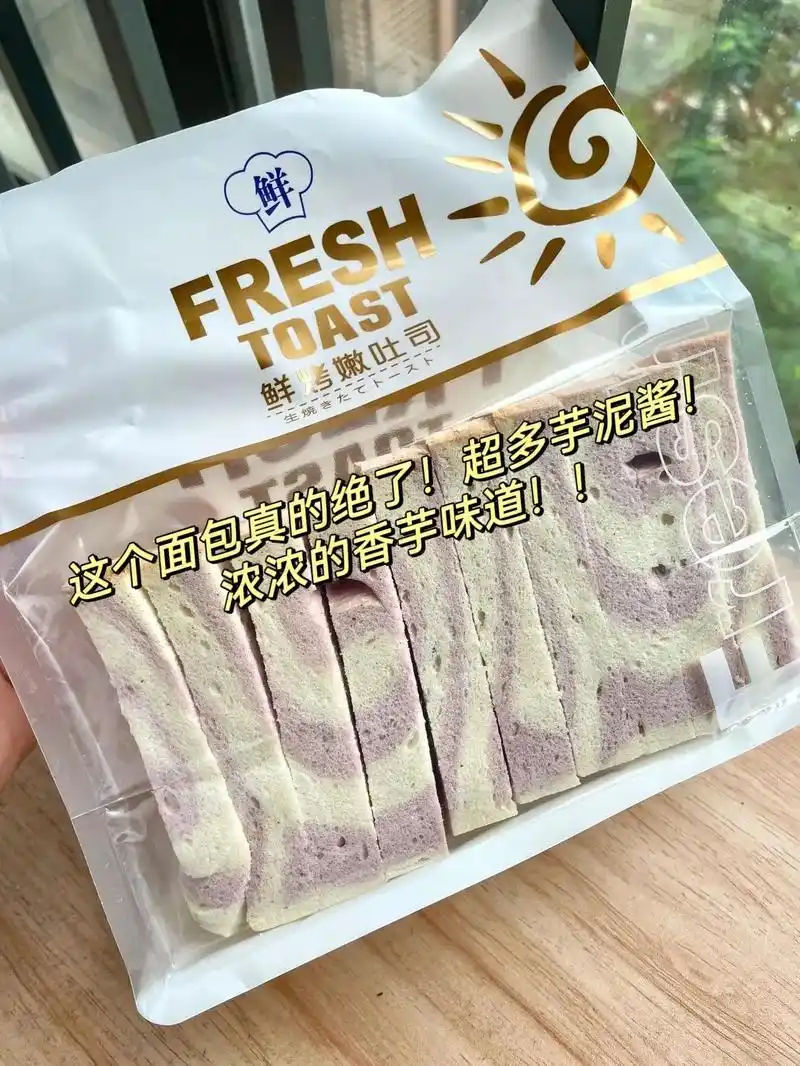 鲜
FRESH
TOAST
鲜烤嫩吐司
生焼きたてトースト
这个面包真的绝了！超多芋泥酱！
浓浓的香芋味道！！